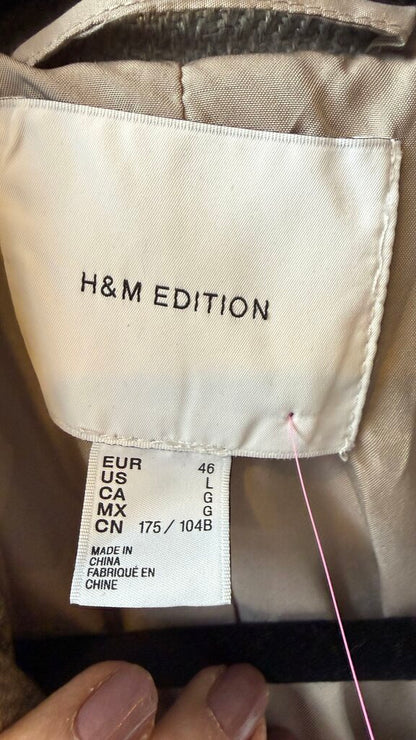 H&M EDITION
EUR 46
US L
CA G
MX G
CN 175 / 104B
MADE IN
CHINA
FABRIQUÉ EN
CHINE